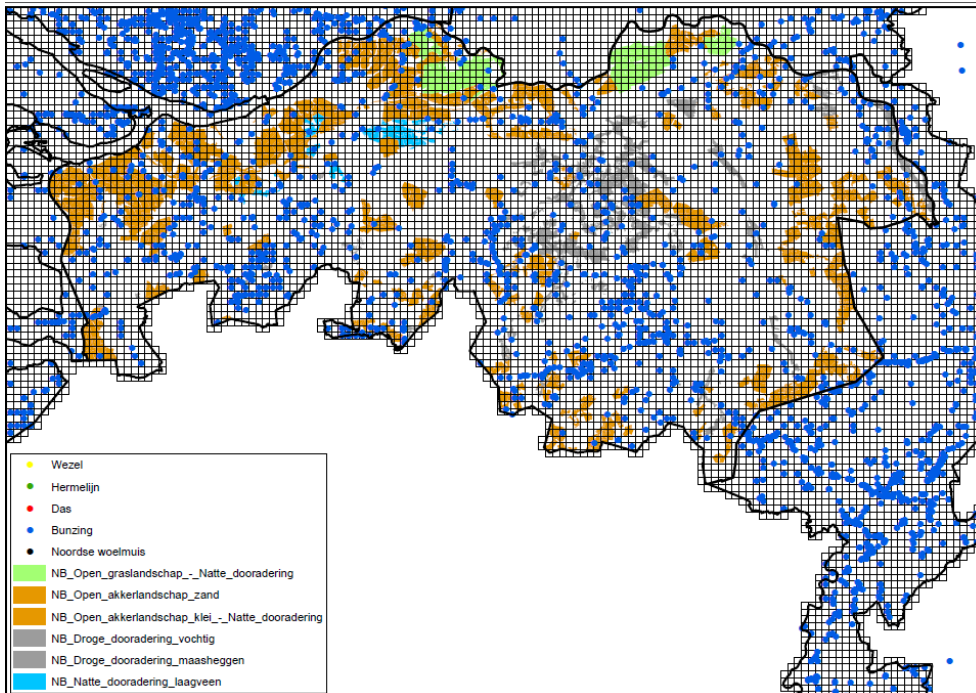 Wezel
Hermelijn
Das
Bunzing
Noordse woelmuis
NB_Open_graslandschap_-_Natte_dooradering
NB_Open_akkerlandschap_zand
NB_Open_akkerlandschap_klei_-_Natte_dooradering
NB_Droge_dooradering_vochtig
NB_Droge_dooradering_maasheggen
NB_Natte_dooradering_laagveen